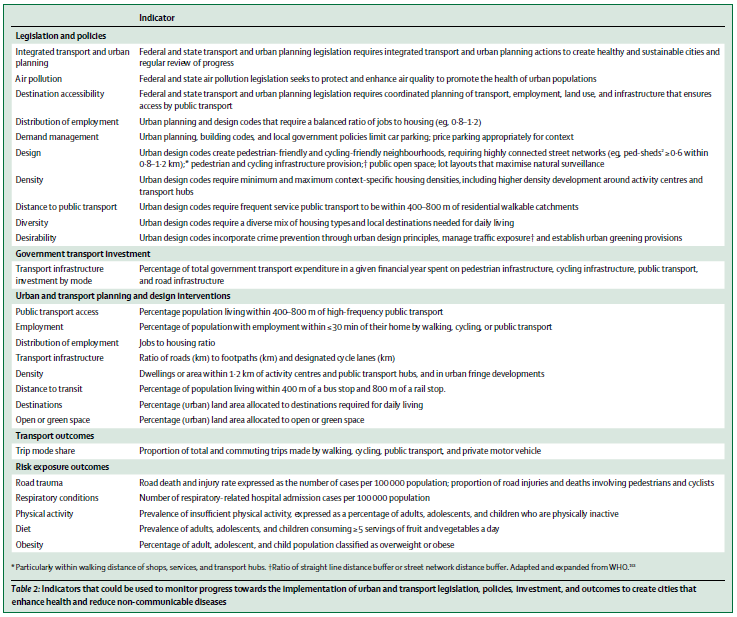 Indicator
Legislation and policies
Integrated transport and urban planning Federal and state transport and urban planning legislation requires integrated transport and urban planning actions to create healthy and sustainable cities and
regular review of progress
Air pollution Federal and state air pollution legislation seeks to protect and enhance air quality to promote the health of urban populations
Destination accessibility Federal and state transport and urban planning legislation requires coordinated planning of transport, employment, land use, and infrastructure that ensures
access by public transport
Distribution of employment Urban planning and design codes that require a balanced ratio of jobs to housing (eg, 0·8–1·2)
Demand management Urban planning, building codes, and local government policies limit car parking; price parking appropriately for context
Design Urban design codes create pedestrian-friendly and cycling-friendly neighbourhoods, requiring highly connected street networks (eg, ped-sheds² ≥0·6 within
0·8–1·2 km);* pedestrian and cycling infrastructure provision;† public open space; lot layouts that maximise natural surveillance
Density Urban design codes require minimum and maximum context-specific housing densities, including higher density development around activity centres and
transport hubs
Distance to public transport Urban design codes require frequent service public transport to be within 400–800 m of residential walkable catchments
Diversity Urban design codes require a diverse mix of housing types and local destinations needed for daily living
Desirability Urban design codes incorporate crime prevention through urban design principles, manage traffic exposure† and establish urban greening provisions
Government transport investment
Transport infrastructure investment by mode Percentage of total government transport expenditure in a given financial year spent on pedestrian infrastructure, cycling infrastructure, public transport,
and road infrastructure
Urban and transport planning and design interventions
Public transport access Percentage population living within 400–800 m of high-frequency public transport
Employment Percentage of population with employment within ≤30 min of their home by walking, cycling, or public transport
Distribution of employment Jobs to housing ratio
Transport infrastructure Ratio of roads (km) to footpaths (km) and designated cycle lanes (km)
Density Dwellings or area within 1·2 km of activity centres and public transport hubs, and in urban fringe developments
Distance to transit Percentage of population living within 400 m of a bus stop and 800 m of a rail stop.
Destinations Percentage (urban) land area allocated to destinations required for daily living
Open or green space Percentage (urban) land area allocated to open or green space
Transport outcomes
Trip mode share Proportion of total and commuting trips made by walking, cycling, public transport, and private motor vehicle
Risk exposure outcomes
Road trauma Road death and injury rate expressed as the number of cases per 100 000 population; proportion of road injuries and deaths involving pedestrians and cyclists
Respiratory conditions Number of respiratory-related hospital admission cases per 100 000 population
Physical activity Prevalence of insufficient physical activity, expressed as a percentage of adults, adolescents, and children who are physically inactive
Diet Prevalence of adults, adolescents, and children consuming ≥5 servings of fruit and vegetables a day
Obesity Percentage of adult, adolescent, and child population classified as overweight or obese
*Particularly within walking distance of shops, services, and transport hubs. †Ratio of straight line distance buffer or street network distance buffer. Adapted and expanded from WHO.
Table 2: Indicators that could be used to monitor progress towards the implementation of urban and transport legislation, policies, investment, and outcomes to create cities that
enhance health and reduce non-communicable diseases